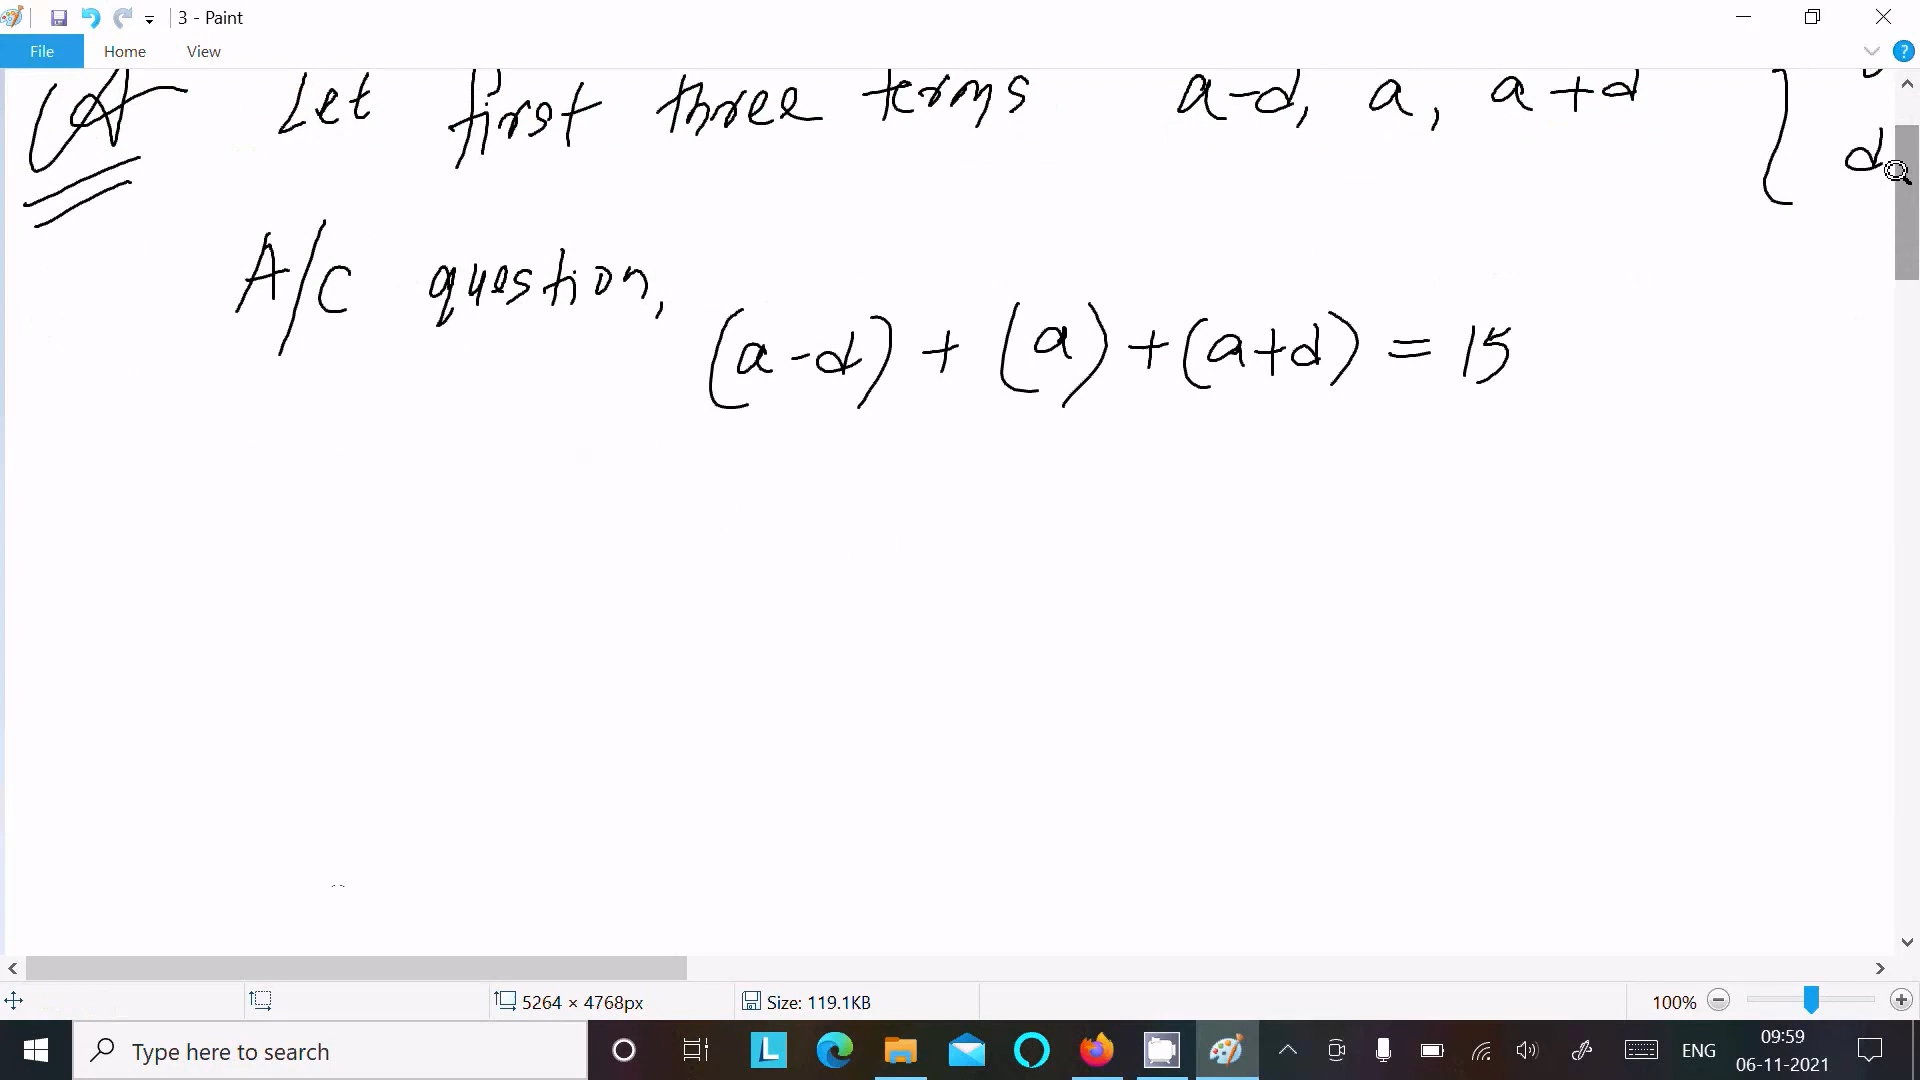 3 - Paint
File Home View
Let first three terms a-d, a, a+d
d
A/C question,
(a-d) + (a) + (a+d) = 15
5264 × 4768px
Size: 119.1KB
100%
Type here to search
ENG
09:59
06-11-2021